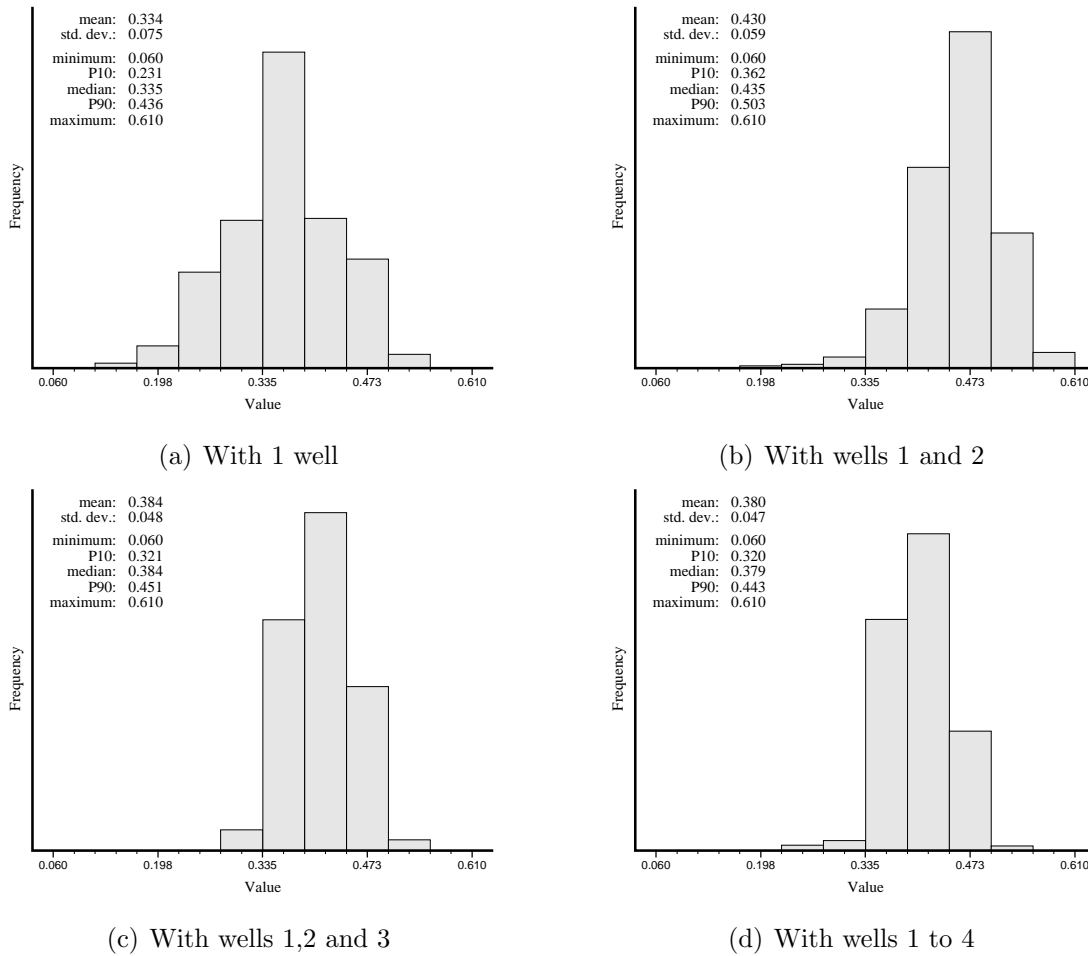 mean: 0.334
std. dev.: 0.075
minimum: 0.060
P10: 0.231
median: 0.335
P90: 0.436
maximum: 0.610
Frequency
0.060 0.198 0.335 0.473 0.610
Value
(a) With 1 well
mean: 0.430
std. dev.: 0.059
minimum: 0.060
P10: 0.362
median: 0.435
P90: 0.503
maximum: 0.610
Frequency
0.060 0.198 0.335 0.473 0.610
Value
(b) With wells 1 and 2
mean: 0.384
std. dev.: 0.048
minimum: 0.060
P10: 0.321
median: 0.384
P90: 0.451
maximum: 0.610
Frequency
0.060 0.198 0.335 0.473 0.610
Value
(c) With wells 1,2 and 3
mean: 0.380
std. dev.: 0.047
minimum: 0.060
P10: 0.320
median: 0.379
P90: 0.443
maximum: 0.610
Frequency
0.060 0.198 0.335 0.473 0.610
Value
(d) With wells 1 to 4